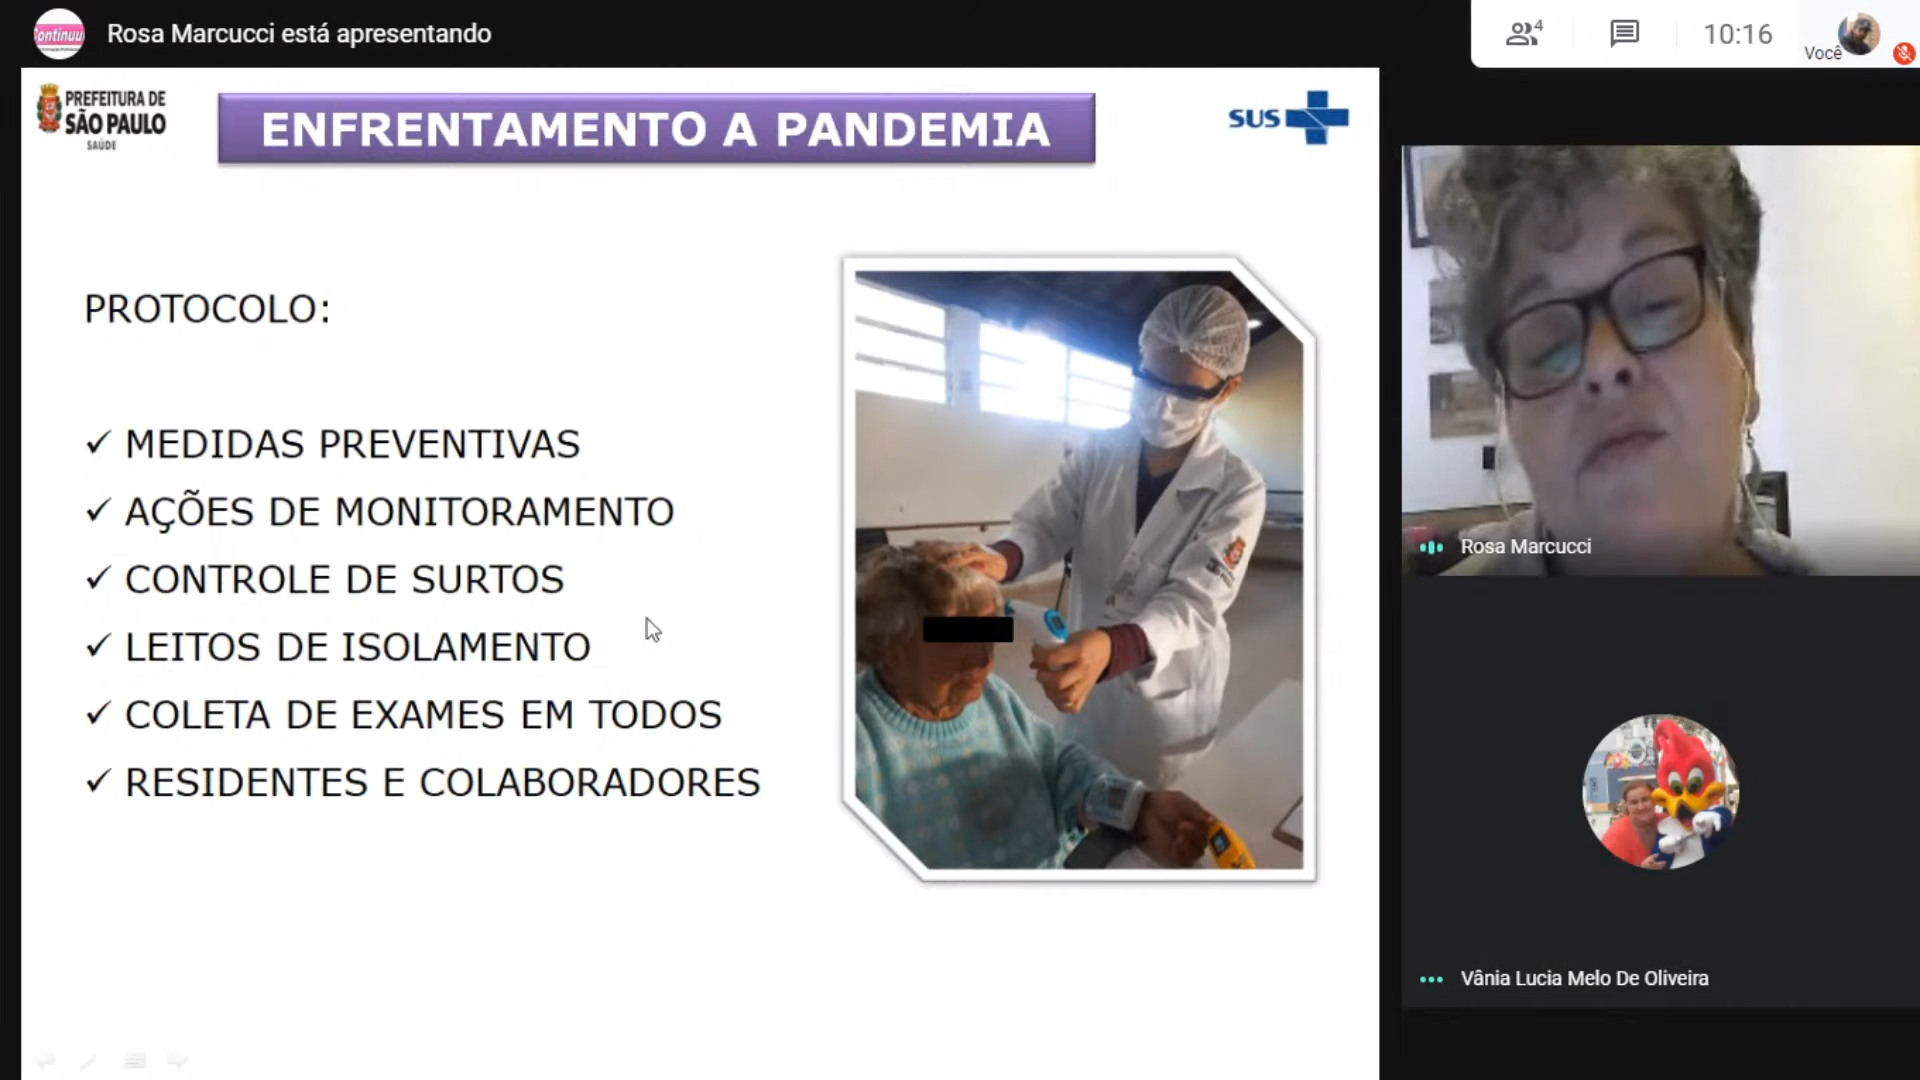 Continuu
Rosa Marcucci está apresentando
4
10:16
Você
PREFEITURA DE
SÃO PAULO
SAÚDE
ENFRENTAMENTO A PANDEMIA
SUS
PROTOCOLO:
✓ MEDIDAS PREVENTIVAS
✓ AÇÕES DE MONITORAMENTO
✓ CONTROLE DE SURTOS
✓ LEITOS DE ISOLAMENTO
✓ COLETA DE EXAMES EM TODOS
✓ RESIDENTES E COLABORADORES
Rosa Marcucci
Vânia Lucia Melo De Oliveira